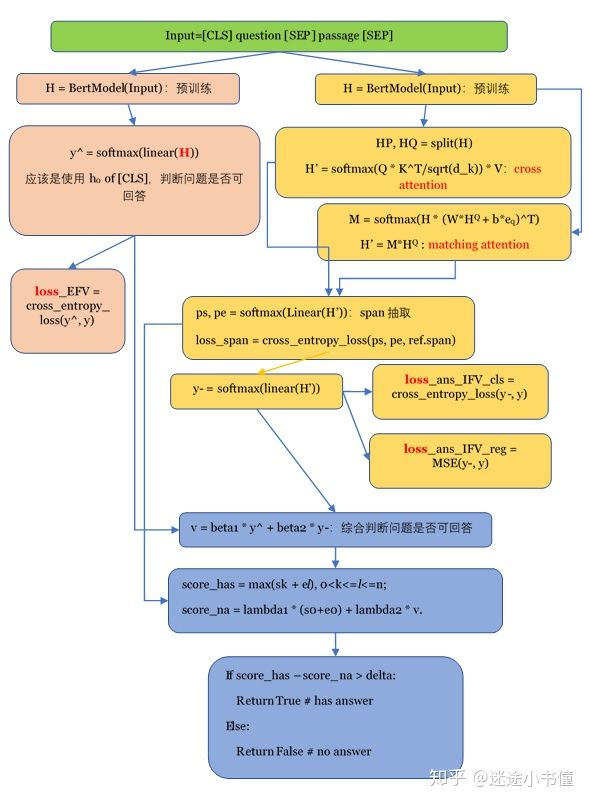 Input=[CLS] question [SEP] passage [SEP]
H = BertModel(Input)：预训练
H = BertModel(Input)：预训练
y^ = softmax(linear(H))
应该是使用 h₀ of [CLS]，判断问题是否可
回答
HP, HQ = split(H)
H' = softmax(Q * K^T/sqrt(d_k)) * V：cross
attention
M = softmax(H * (W*H^Q + b*e_q)^T)
H' = M*H^Q : matching attention
loss_EFV =
cross_entropy_
loss(y^, y)
ps, pe = softmax(Linear(H'))：span 抽取
loss_span = cross_entropy_loss(ps, pe, ref.span)
y- = softmax(linear(H'))
loss_ans_IFV_cls =
cross_entropy_loss(y-, y)
loss_ans_IFV_reg =
MSE(y-, y)
v = beta1 * y^ + beta2 * y-：综合判断问题是否可回答
score_has = max(sk + el), 0<k<=l<=n;
score_na = lambda1 * (s0+e0) + lambda2 * v.
If score_has – score_na > delta:
Return True # has answer
Else:
Return False # no answer
知乎 @迷途小书僮